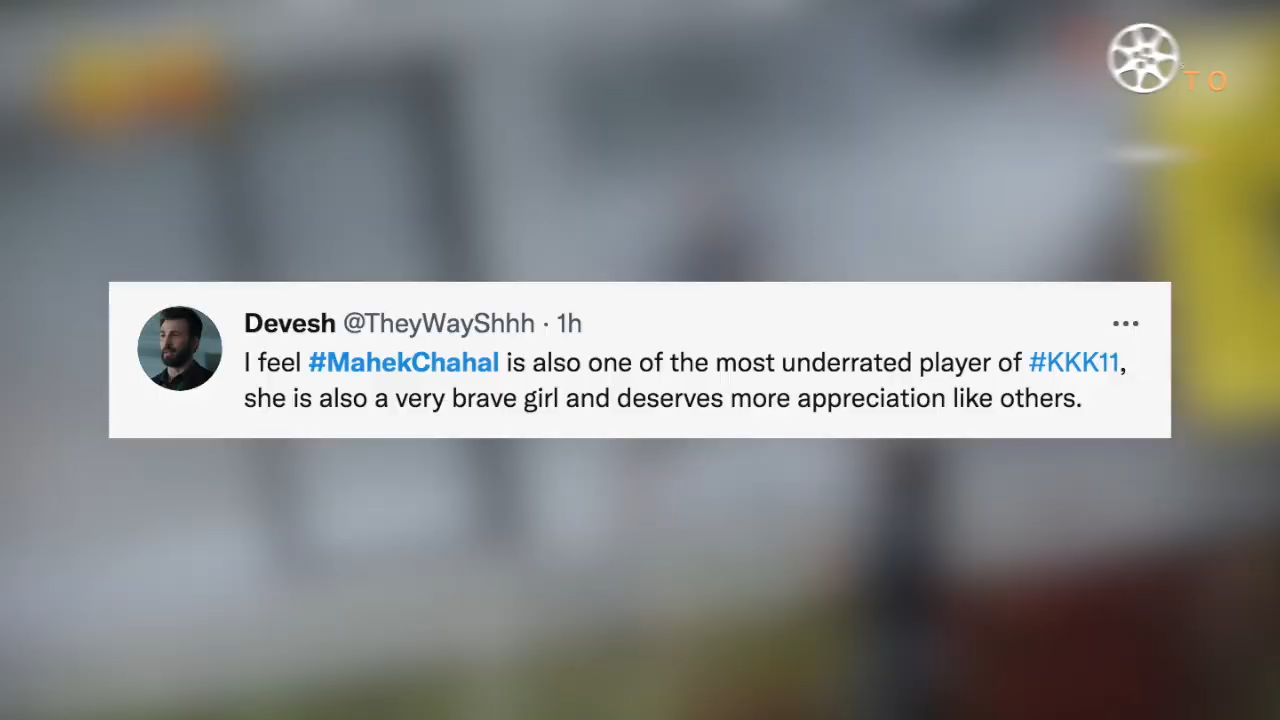 TO
Devesh @TheyWayShhh · 1h
I feel #MahekChahal is also one of the most underrated player of #KKK11,
she is also a very brave girl and deserves more appreciation like others.